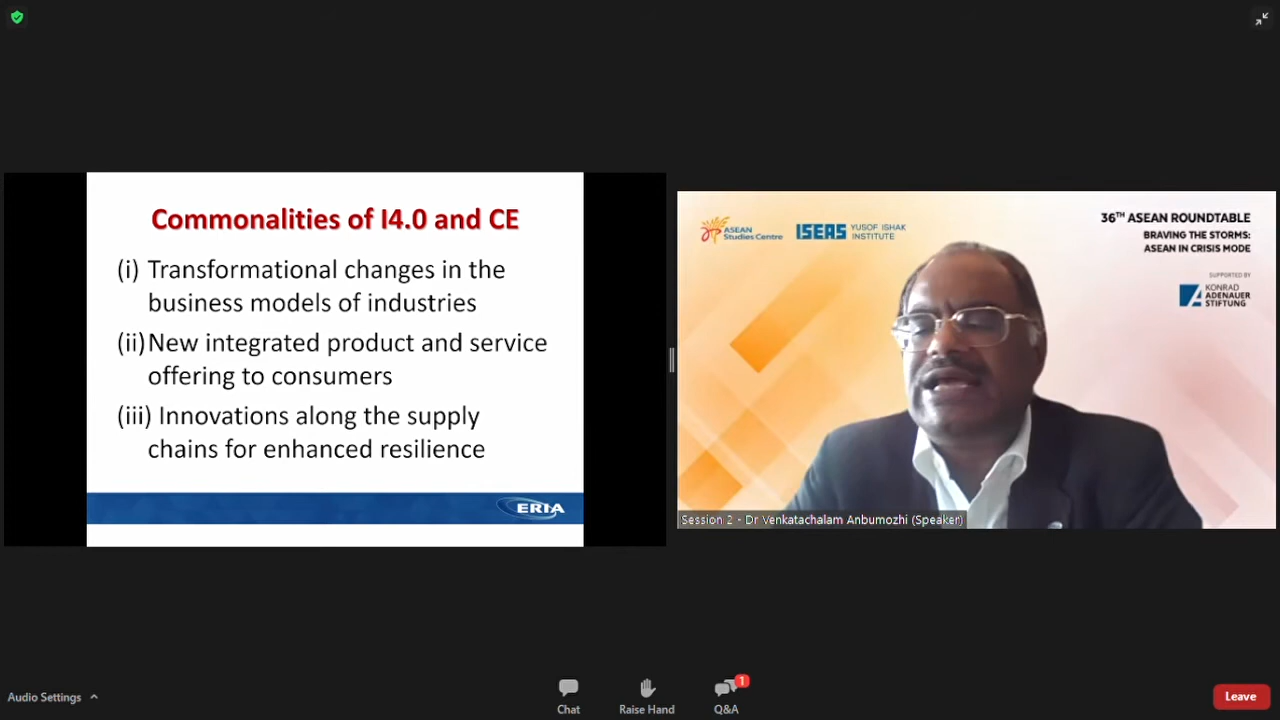 Commonalities of I4.0 and CE
(i) Transformational changes in the
business models of industries
(ii) New integrated product and service
offering to consumers
(iii) Innovations along the supply
chains for enhanced resilience
ERIA
ASEAN
Studies Centre
ISEAS YUSOF ISHAK
INSTITUTE
36TH ASEAN ROUNDTABLE
BRAVING THE STORMS:
ASEAN IN CRISIS MODE
SUPPORTED BY
KONRAD
ADENAUER
STIFTUNG
Session 2 - Dr Venkatachalam Anbumozhi (Speaker)
Audio Settings
Chat
Raise Hand
1
Q&A
Leave